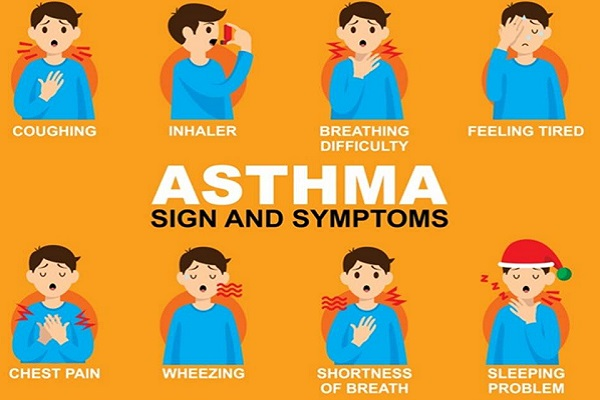 COUGHING
INHALER
BREATHING
DIFFICULTY
FEELING TIRED
ASTHMA
SIGN AND SYMPTOMS
CHEST PAIN
WHEEZING
SHORTNESS
OF BREATH
z z z
SLEEPING
PROBLEM